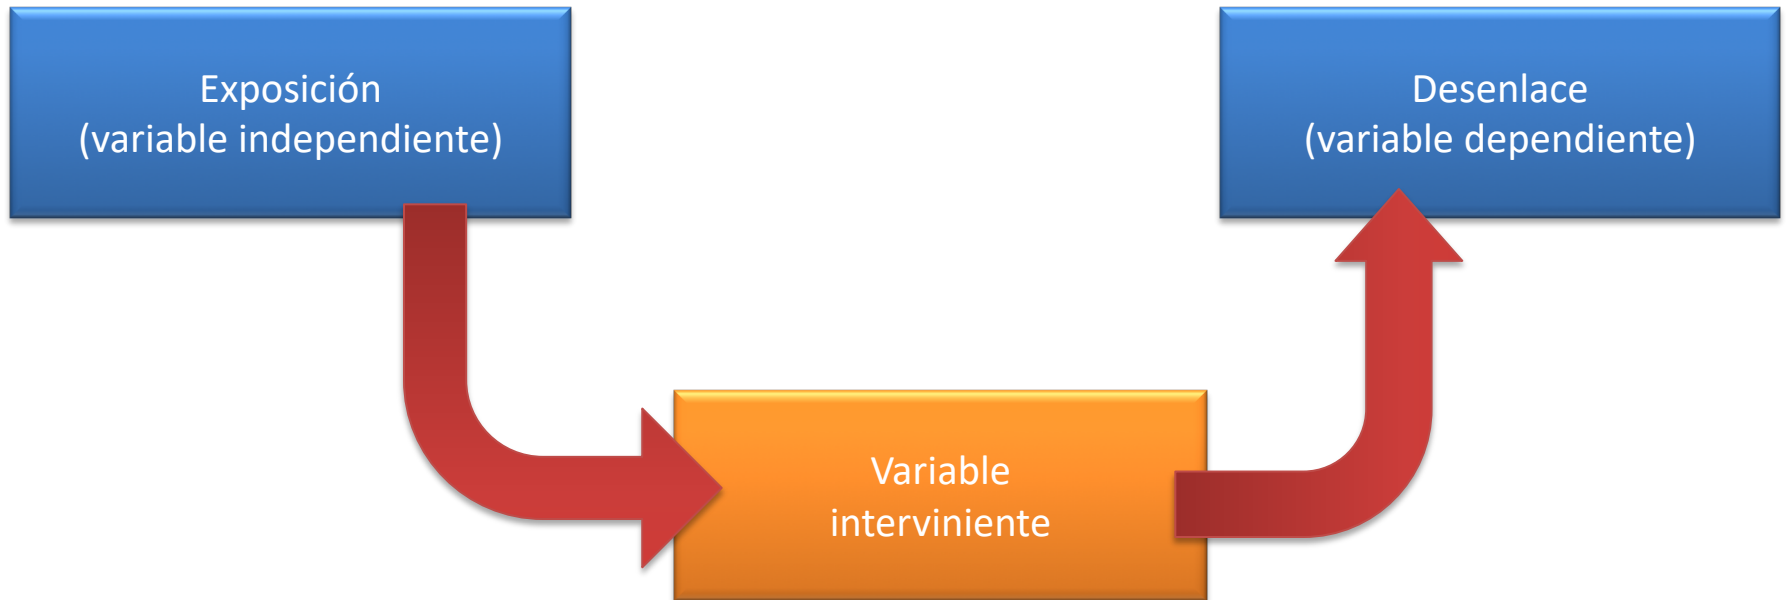 Exposición
(variable independiente)
Desenlace
(variable dependiente)
Variable
interviniente